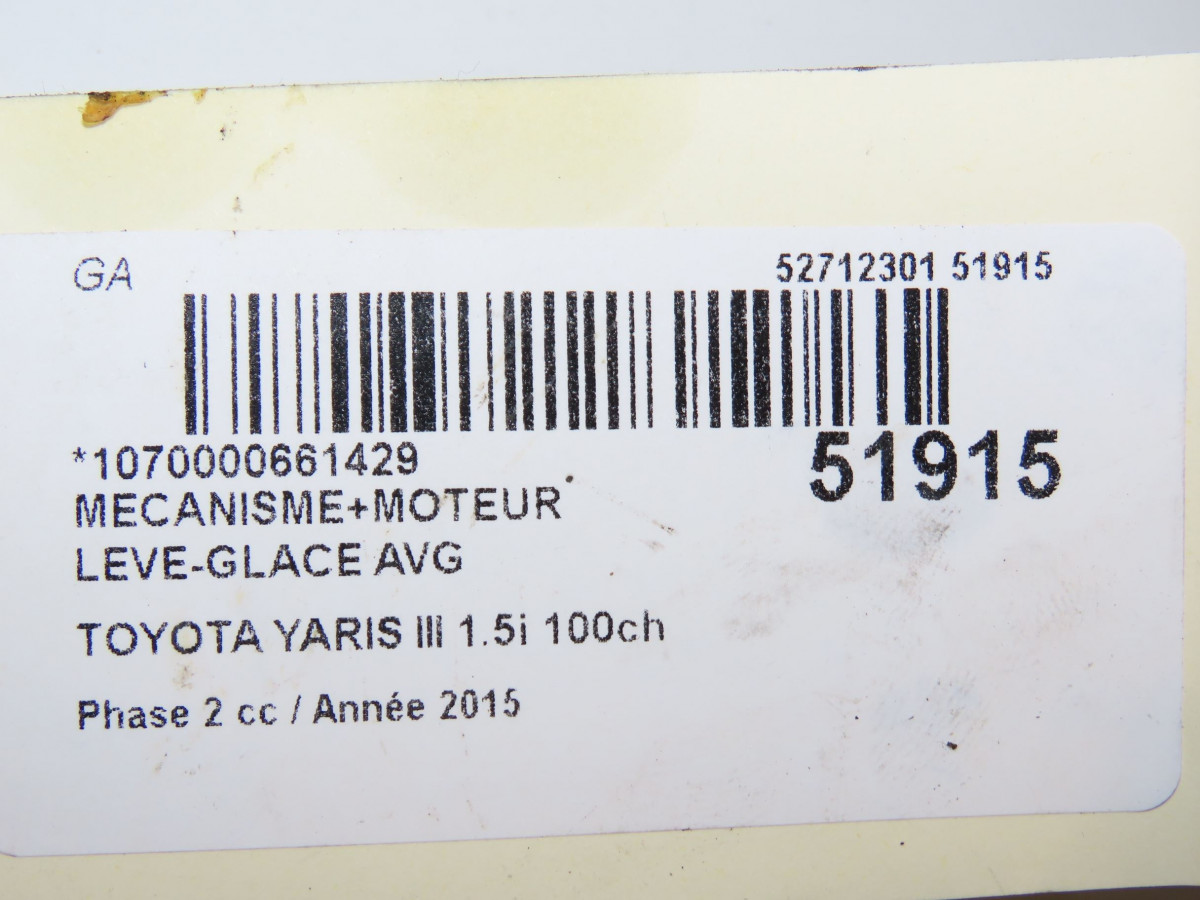 GA
52712301 51915
*1070000661429
51915
MECANISME+MOTEUR
LEVE-GLACE AVG
TOYOTA YARIS III 1.5i 100ch
Phase 2 cc / Année 2015